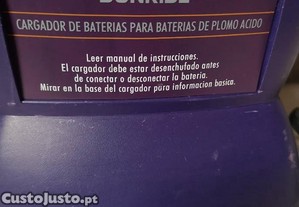 SUNRIDE
CARGADOR DE BATERIAS PARA BATERIAS DE PLOMO ACIDO
Leer manual de instrucciones.
El cargador debe estar desenchufado antes
de conectar o desconectar la bateria.
Mirar en la base del cargador para informacion basica.
CustoJusto.pt